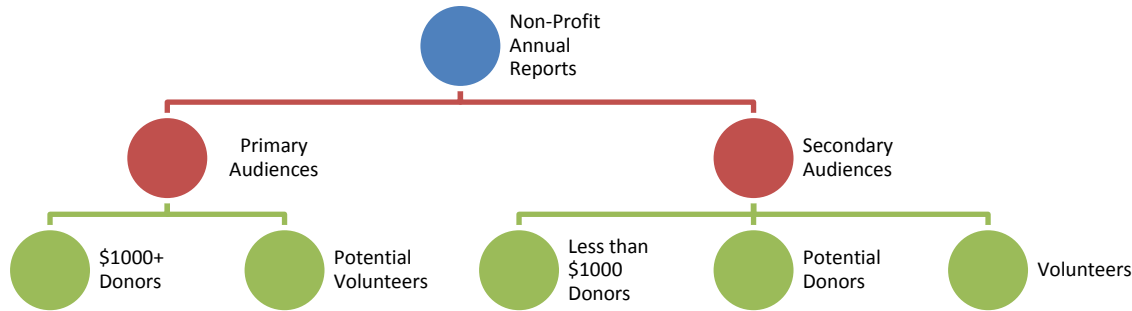 Non-Profit
Annual
Reports
Primary
Audiences
Secondary
Audiences
$1000+
Donors
Potential
Volunteers
Less than
$1000
Donors
Potential
Donors
Volunteers